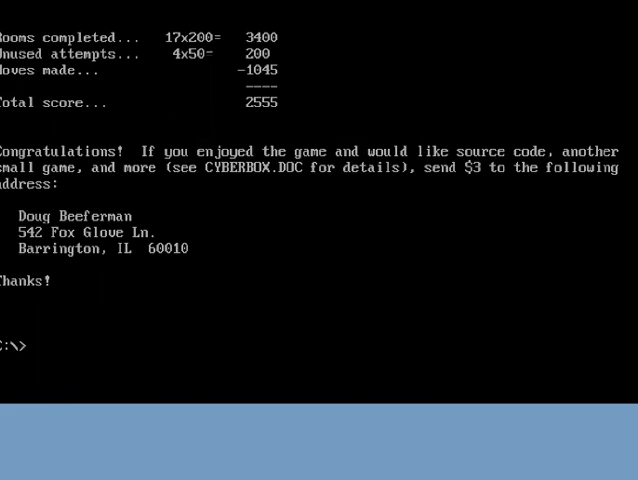 Rooms completed... 17x200= 3400
Unused attempts... 4x50= 200
Moves made... -1045
----
Total score... 2555
Congratulations! If you enjoyed the game and would like source code, another
small game, and more (see CYBERBOX.DOC for details), send $3 to the following
address:
Doug Beeferman
542 Fox Glove Ln.
Barrington, IL 60010
Thanks!
C:\>